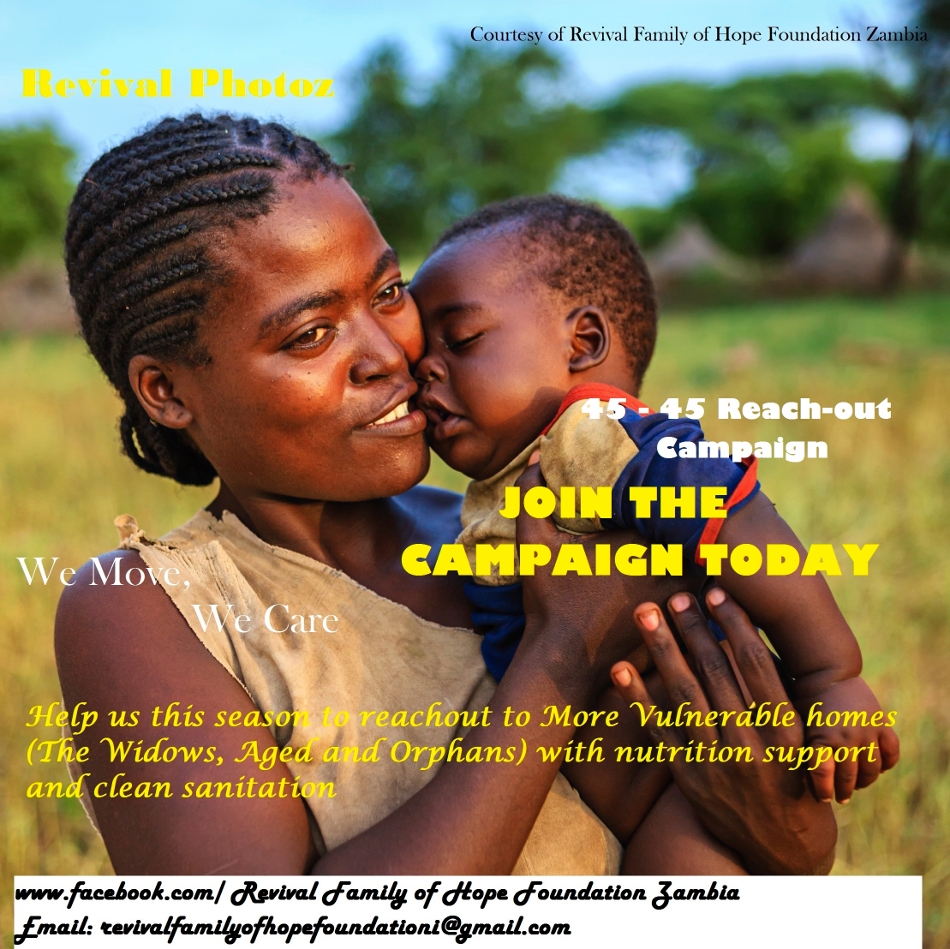 Courtesy of Revival Family of Hope Foundation Zambia
Revival Photoz
45 - 45 Reach-out
Campaign
JOIN THE
CAMPAIGN TODAY
We Move,
We Care
Help us this season to reachout to More Vulnerable homes
(The Widows, Aged and Orphans) with nutrition support
and clean sanitation
www.facebook.com/ Revival Family of Hope Foundation Zambia
Email: revivalfamilyofhopefoundation1@gmail.com